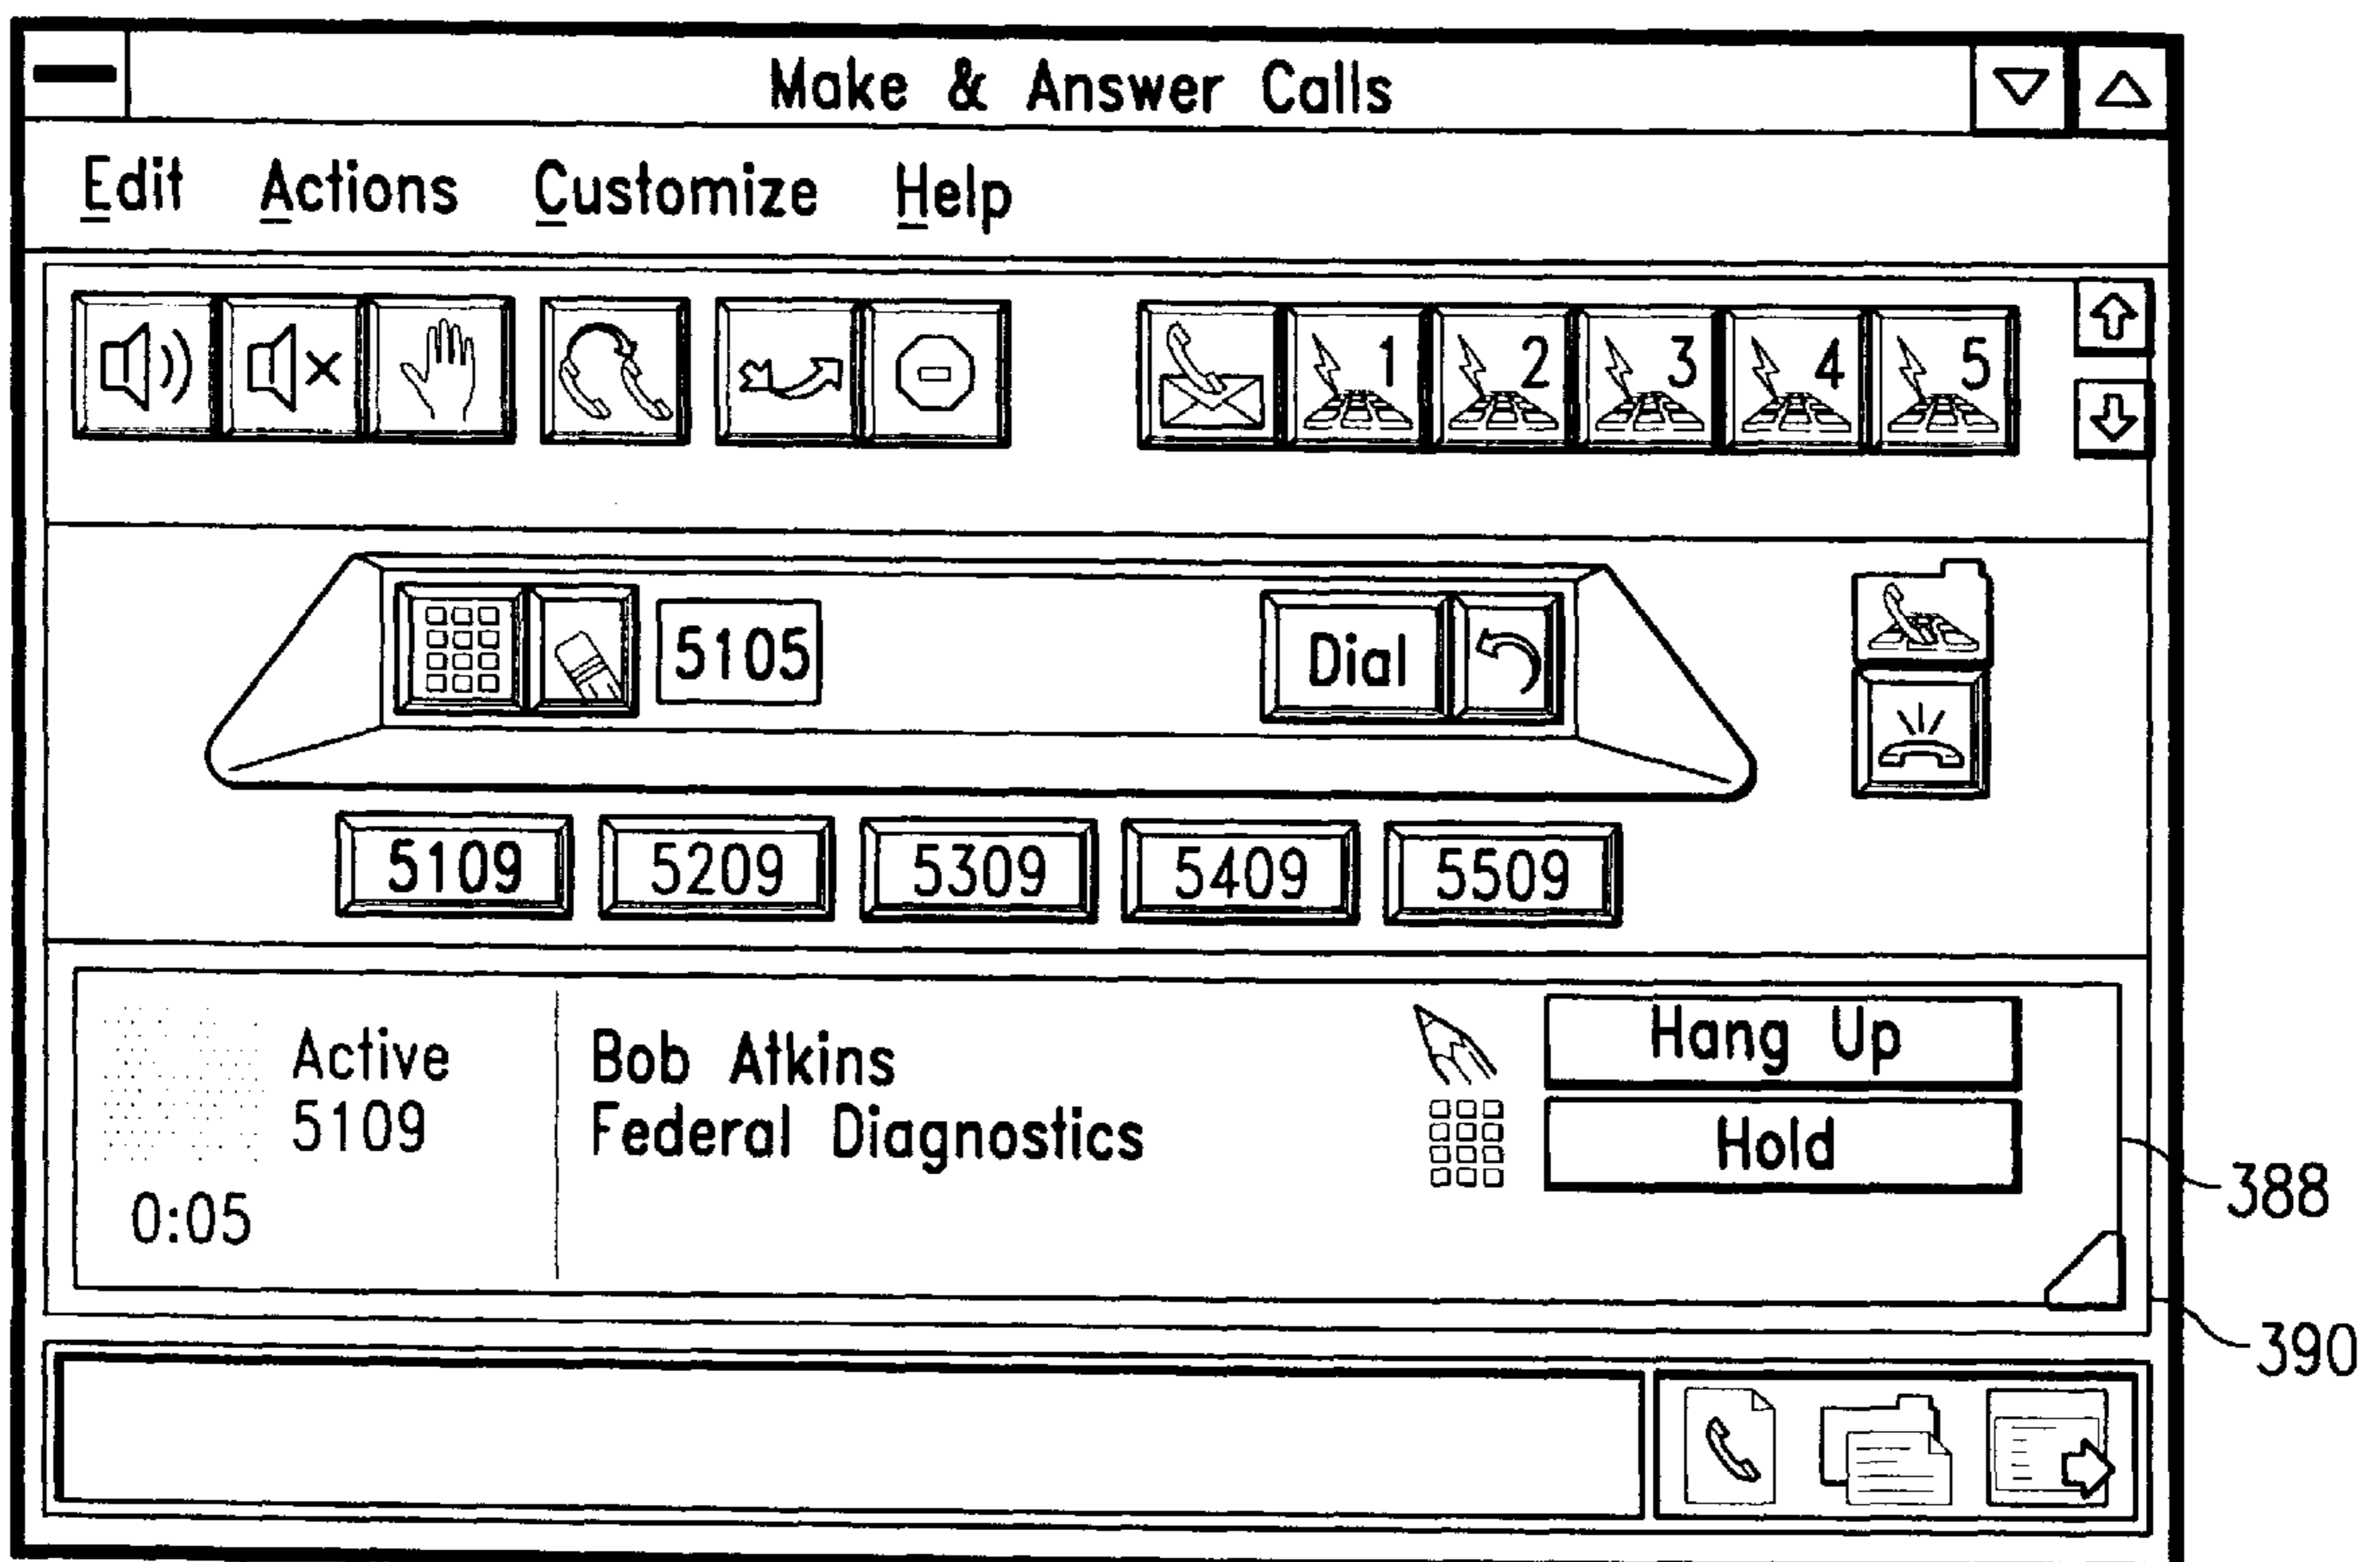 Make & Answer Calls
Edit Actions Customize Help
1 2 3 4 5
5105 Dial
5109 5209 5309 5409 5509
Active
5109
0:05
Bob Atkins
Federal Diagnostics
Hang Up
Hold
388
390